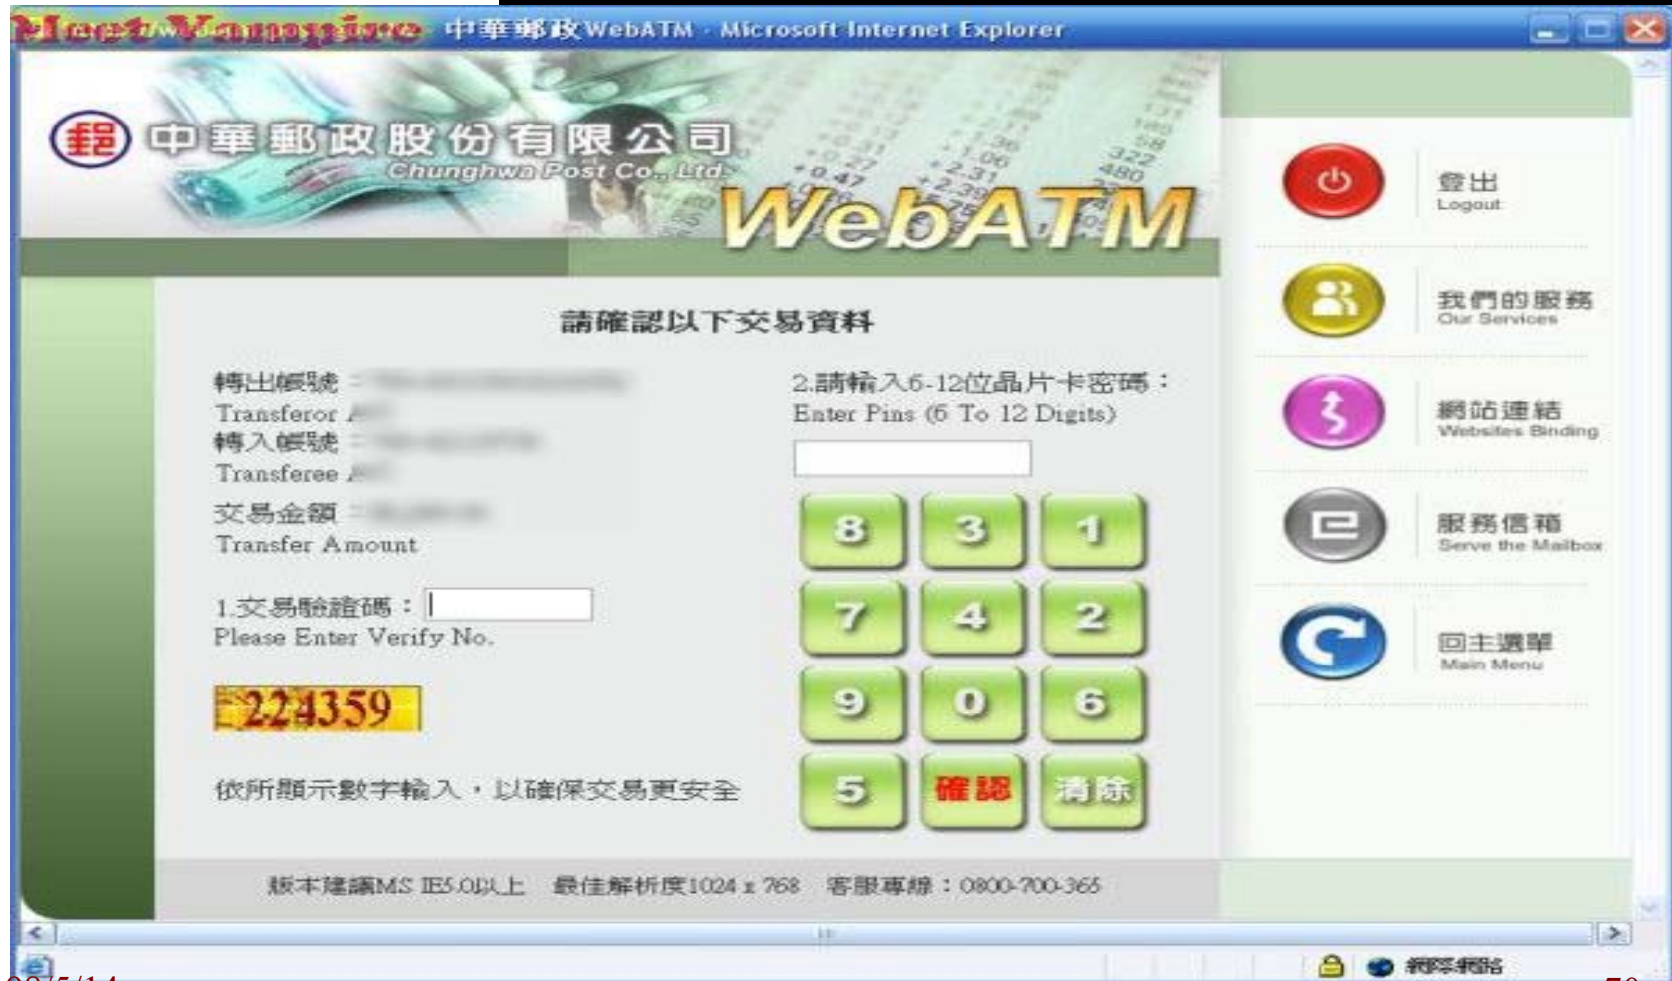 Meet Vampire
中華郵政WebATM - Microsoft Internet Explorer
郵 中華郵政股份有限公司
Chunghwa Post Co., Ltd.
WebATM
登出
Logout
我們的服務
Our Services
網站連結
Websites Binding
服務信箱
Serve the Mailbox
回主選單
Main Menu
請確認以下交易資料
轉出帳號：
Transferor
轉入帳號：
Transferee
交易金額：
Transfer Amount
1.交易驗證碼：
Please Enter Verify No.
224359
依所顯示數字輸入，以確保交易更安全
2.請輸入6-12位晶片卡密碼：
Enter Pins (6 To 12 Digits)
8 3 1
7 4 2
9 0 6
5 確認 清除
版本建議MS IE5.0以上 最佳解析度1024 x 768 客服專線：0800-700-365
網際網路